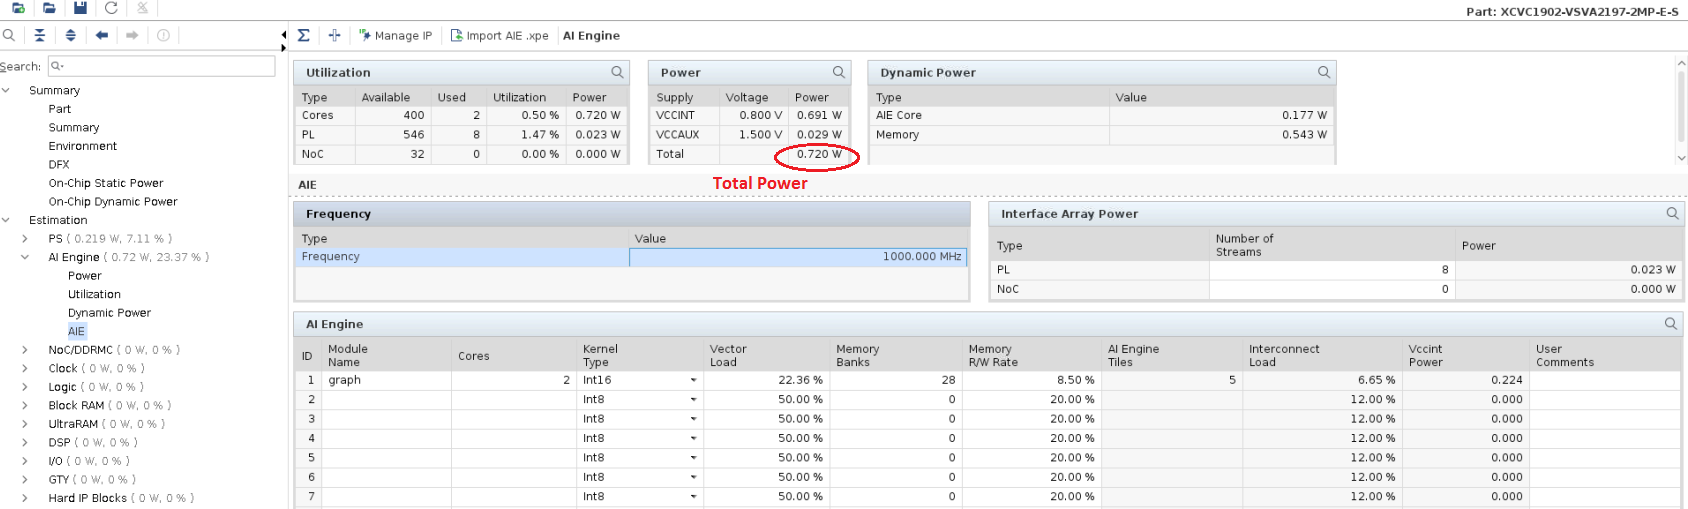 Part: XCVC1902-VSVA2197-2MP-E-S
Manage IP Import AIE .xpe AI Engine
Search:
Summary
Part
Summary
Environment
DFX
On-Chip Static Power
On-Chip Dynamic Power
Estimation
PS ( 0.219 W, 7.11 % )
AI Engine ( 0.72 W, 23.37 % )
Power
Utilization
Dynamic Power
AIE
NoC/DDRMC ( 0 W, 0 % )
Clock ( 0 W, 0 % )
Logic ( 0 W, 0 % )
Block RAM ( 0 W, 0 % )
UltraRAM ( 0 W, 0 % )
DSP ( 0 W, 0 % )
I/O ( 0 W, 0 % )
GTY ( 0 W, 0 % )
Hard IP Blocks ( 0 W, 0 % )
Utilization
Type Available Used Utilization Power
Cores 400 2 0.50 % 0.720 W
PL 546 8 1.47 % 0.023 W
NoC 32 0 0.00 % 0.000 W
Power
Supply Voltage Power
VCCINT 0.800 V 0.691 W
VCCAUX 1.500 V 0.029 W
Total 0.720 W
Total Power
Dynamic Power
Type Value
AIE Core 0.177 W
Memory 0.543 W
AIE
Frequency
Type Value
Frequency 1000.000 MHz
Interface Array Power
Type Number of Streams Power
PL 8 0.023 W
NoC 0 0.000 W
AI Engine
ID Module Name Cores Kernel Type Vector Load Memory Banks Memory R/W Rate AI Engine Tiles Interconnect Load Vccint Power User Comments
1 graph 2 Int16 22.36 % 28 8.50 % 5 6.65 % 0.224
2 Int8 50.00 % 0 20.00 % 12.00 % 0.000
3 Int8 50.00 % 0 20.00 % 12.00 % 0.000
4 Int8 50.00 % 0 20.00 % 12.00 % 0.000
5 Int8 50.00 % 0 20.00 % 12.00 % 0.000
6 Int8 50.00 % 0 20.00 % 12.00 % 0.000
7 Int8 50.00 % 0 20.00 % 12.00 % 0.000